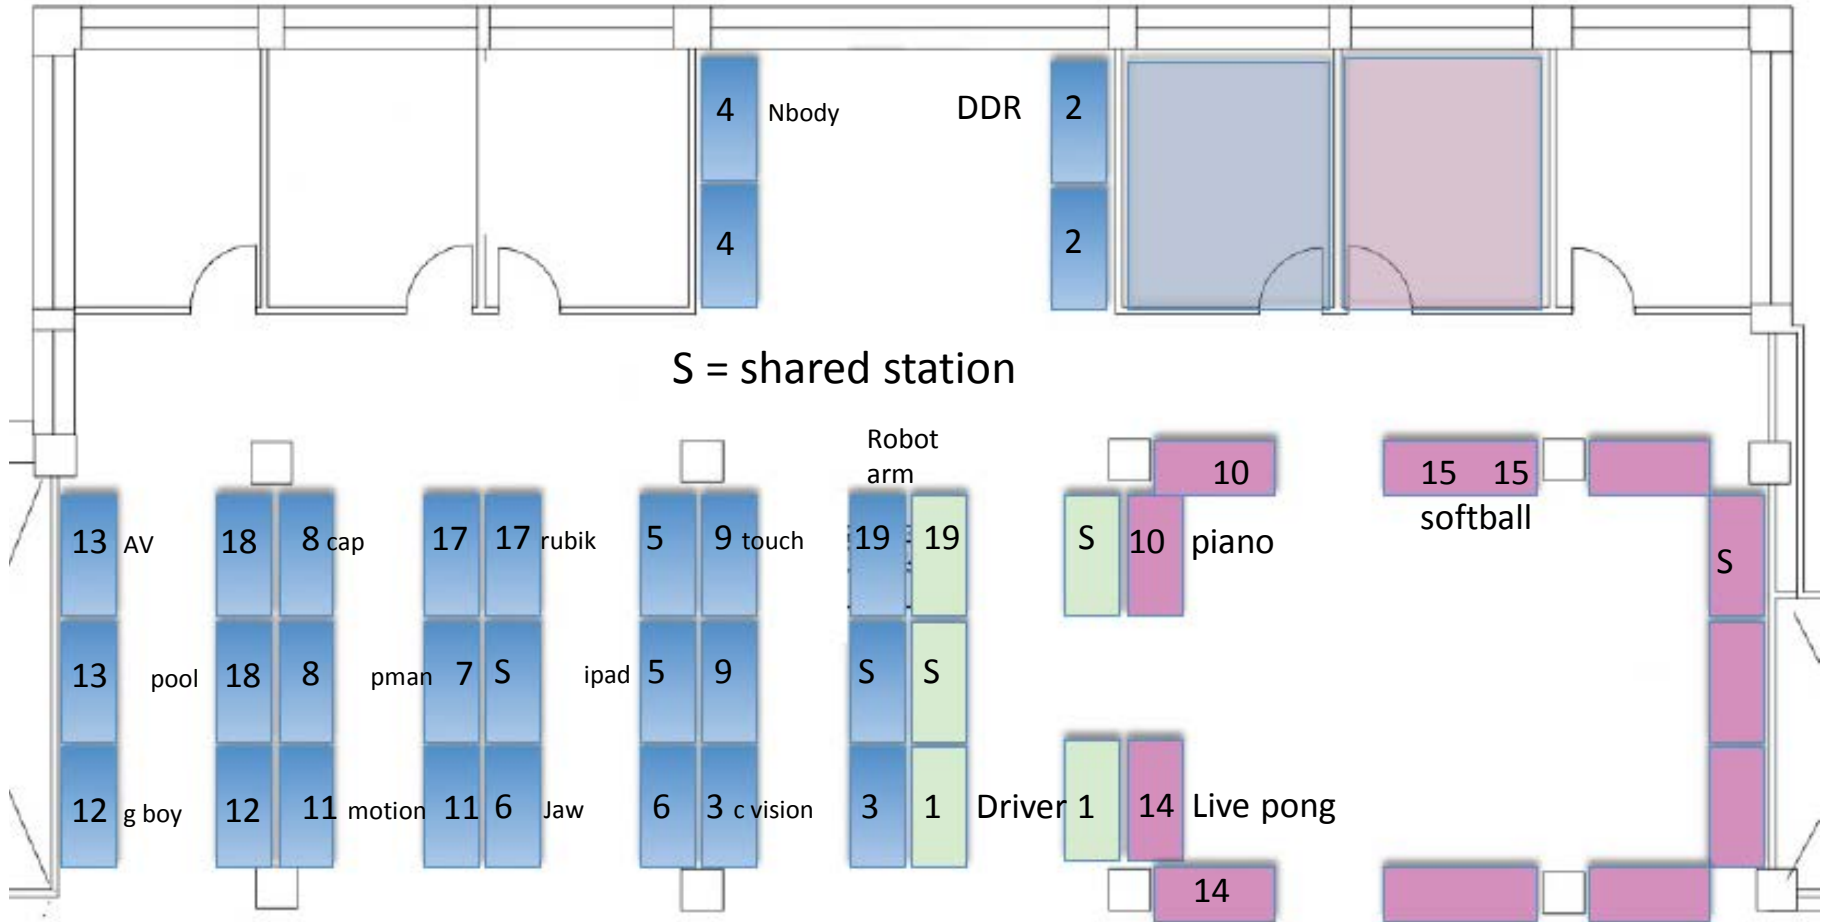 4 Nbody DDR 2
4 2
S = shared station
Robot
arm
10 15 15
softball
13 AV 18 8 cap 17 17 rubik 5 9 touch 19 19 S 10 piano S
13 pool 18 8 pman 7 S ipad 5 9 S S
12 g boy 12 11 motion 11 6 Jaw 6 3 c vision 3 1 Driver 1 14 Live pong
14